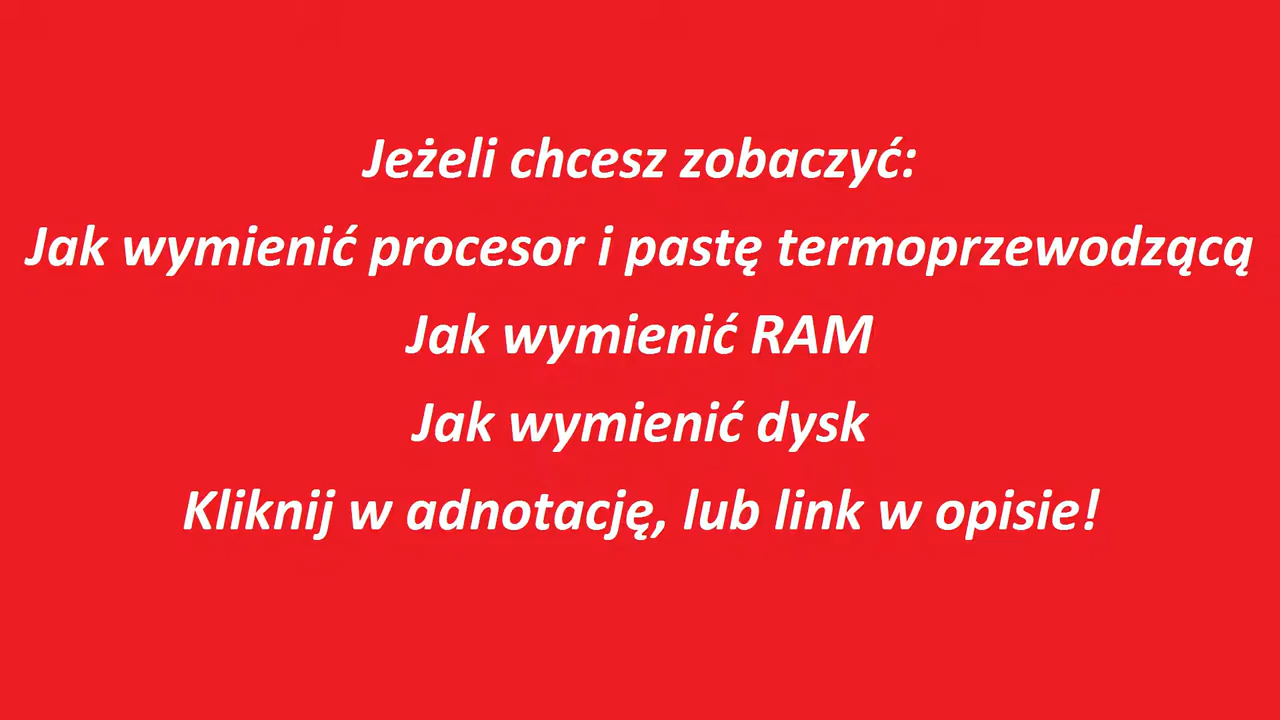 Jeżeli chcesz zobaczyć:
Jak wymienić procesor i pastę termoprzewodzącą
Jak wymienić RAM
Jak wymienić dysk
Kliknij w adnotację, lub link w opisie!